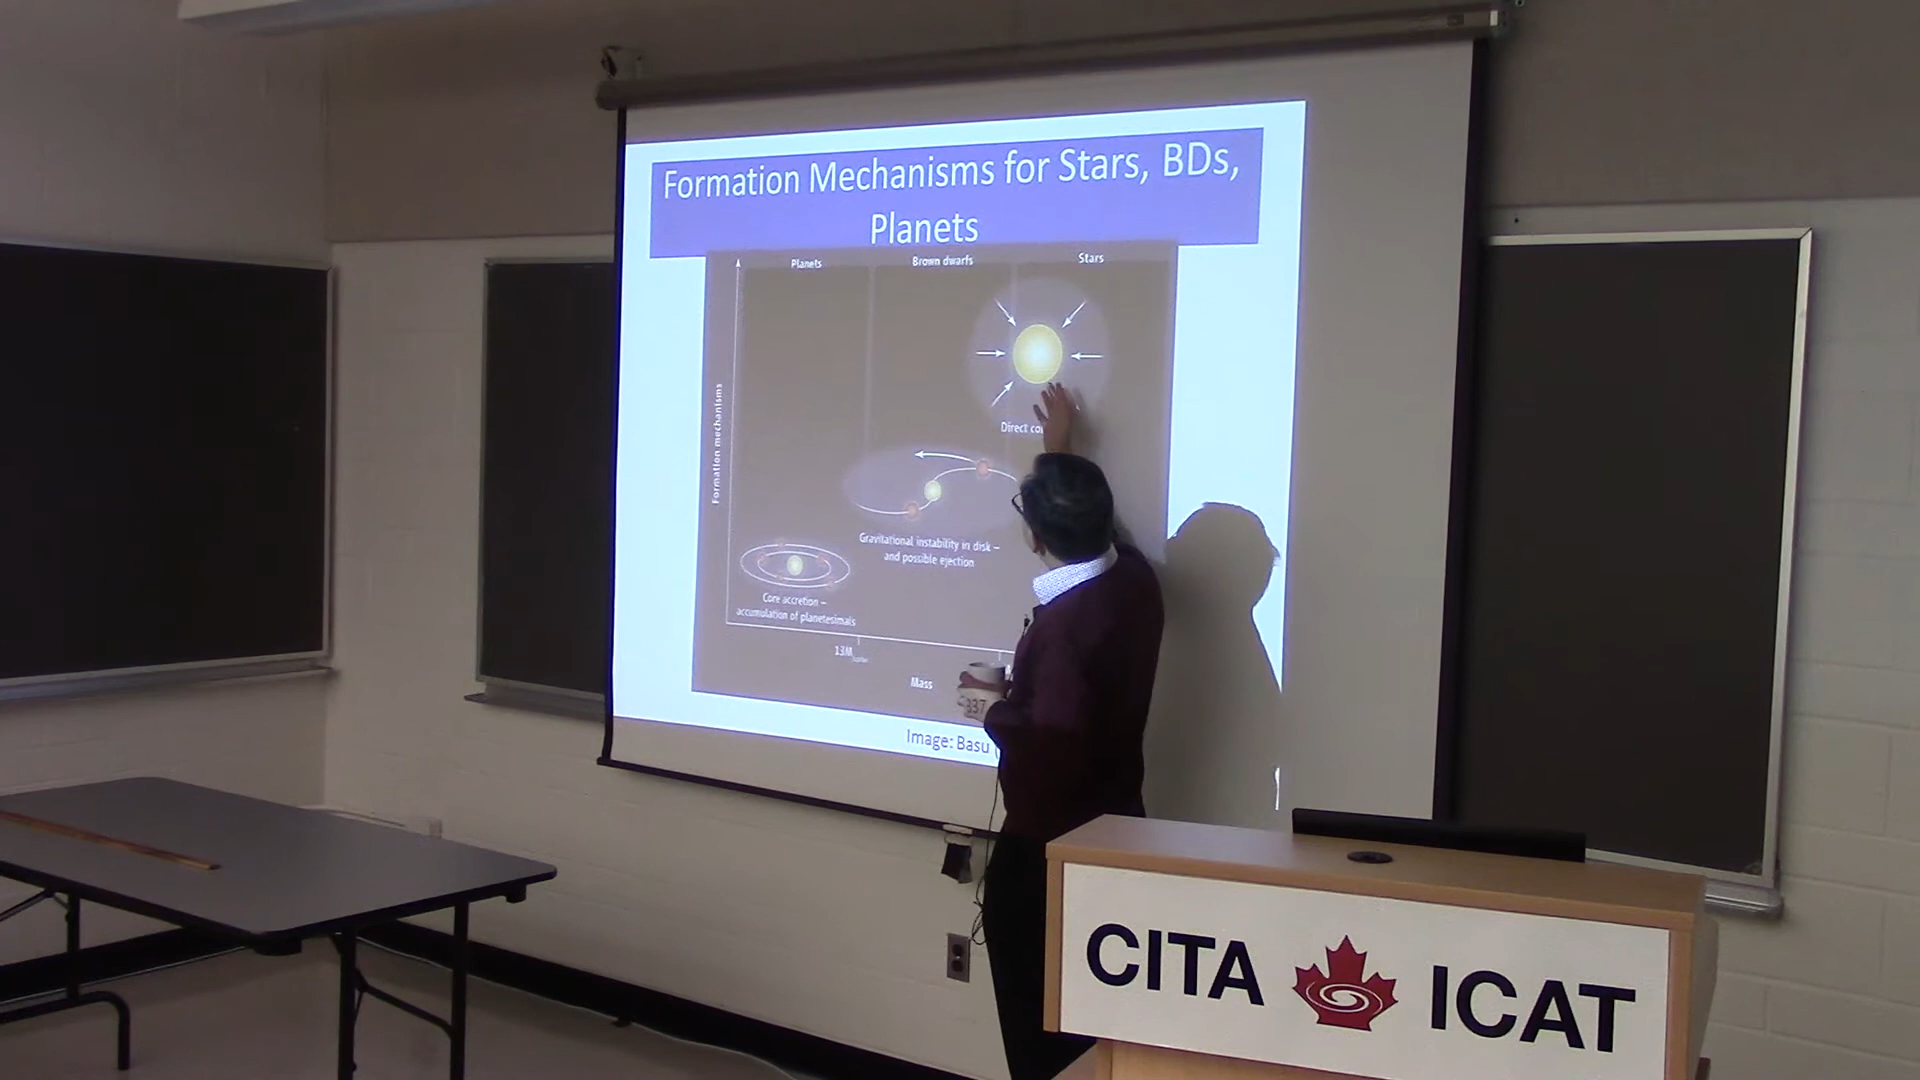 Formation Mechanisms for Stars, BDs,
Planets
Planets
Brown dwarfs
Stars
Formation mechanisms
Direct
Gravitational instability in disk –
and possible ejection
Core accretion –
accumulation of planetesimals
13M
Mass
337
Image: Basu
CITA ICAT